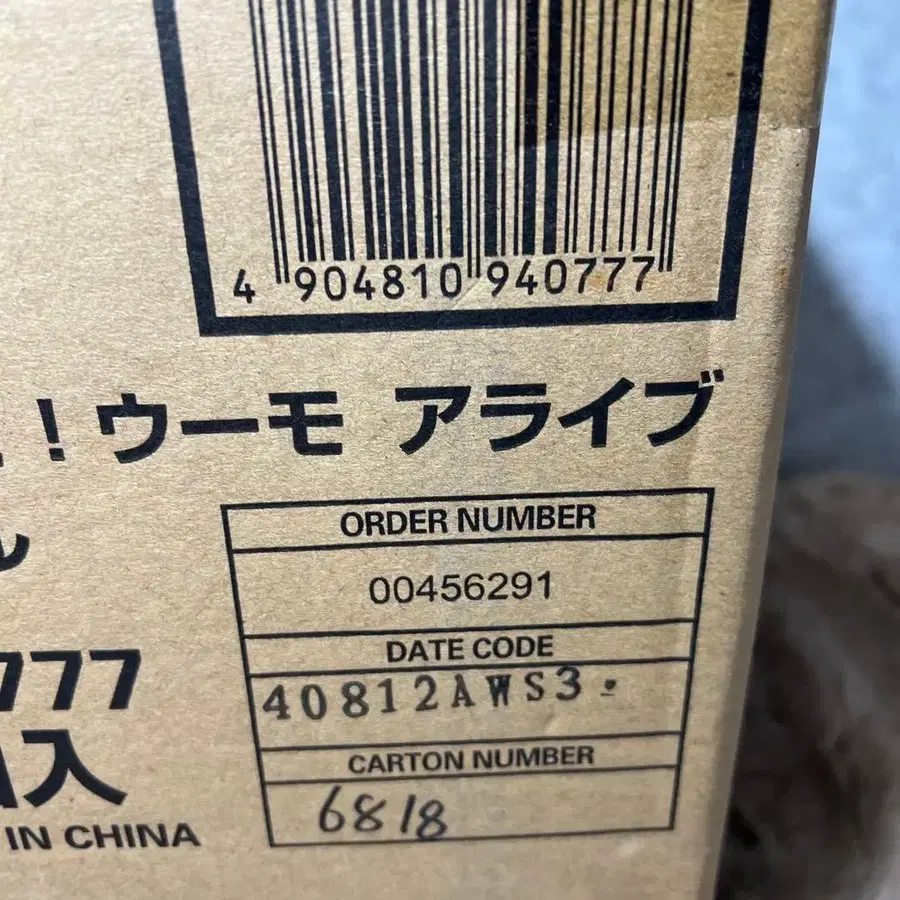 4 904810 940777
！ウーモ アライブ
ORDER NUMBER
00456291
DATE CODE
40812AWS3.
777
入
CARTON NUMBER
6818
IN CHINA